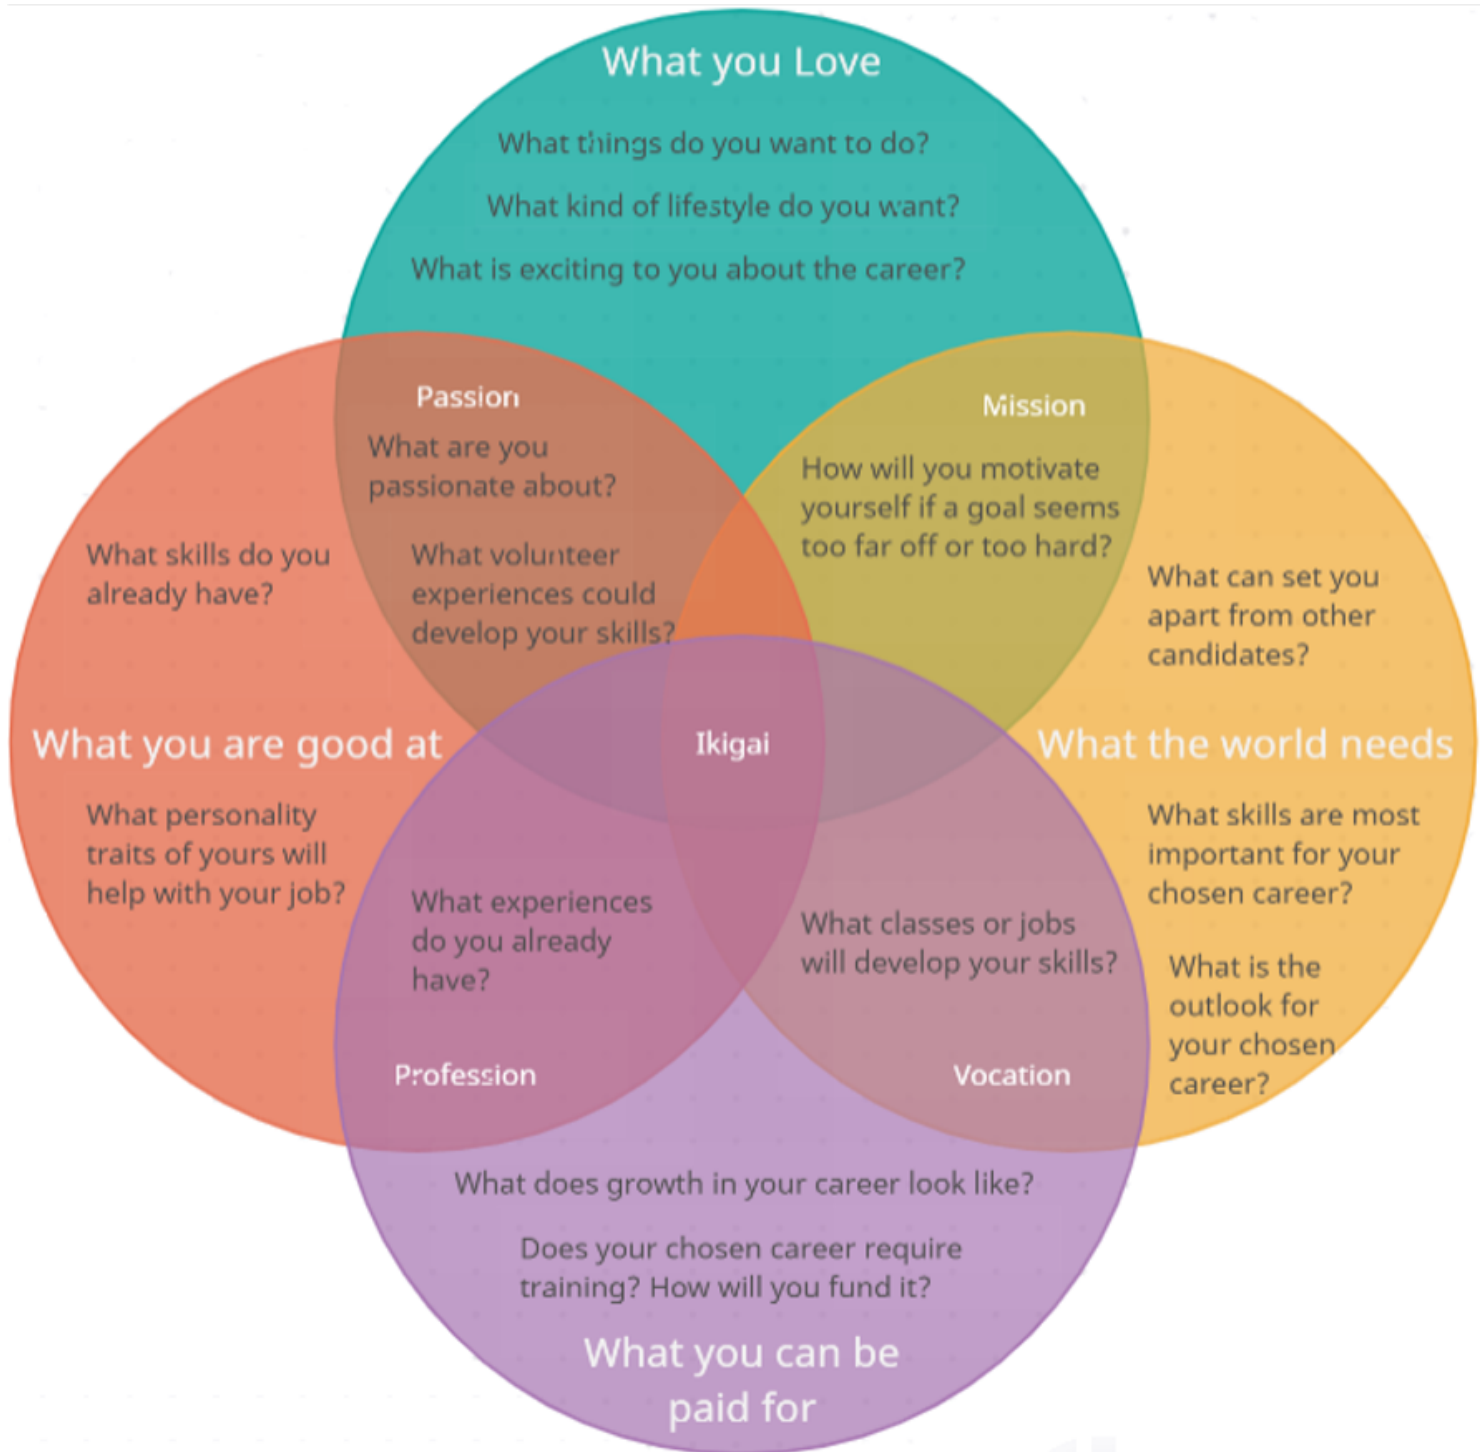 What you Love
What things do you want to do?
What kind of lifestyle do you want?
What is exciting to you about the career?
Passion
What are you
passionate about?
What volunteer
experiences could
develop your skills?
Mission
How will you motivate
yourself if a goal seems
too far off or too hard?
What skills do you
already have?
What you are good at
What personality
traits of yours will
help with your job?
Ikigai
What can set you
apart from other
candidates?
What the world needs
What skills are most
important for your
chosen career?
What is the
outlook for
your chosen
career?
What experiences
do you already
have?
Profession
What classes or jobs
will develop your skills?
Vocation
What does growth in your career look like?
Does your chosen career require
training? How will you fund it?
What you can be
paid for